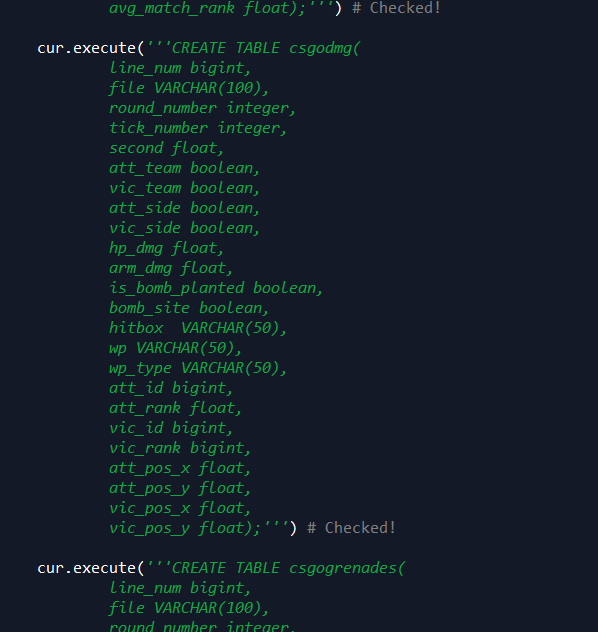 avg_match_rank float);''') # Checked!
cur.execute('''CREATE TABLE csgodmg(
line_num bigint,
file VARCHAR(100),
round_number integer,
tick_number integer,
second float,
att_team boolean,
vic_team boolean,
att_side boolean,
vic_side boolean,
hp_dmg float,
arm_dmg float,
is_bomb_planted boolean,
bomb_site boolean,
hitbox  VARCHAR(50),
wp VARCHAR(50),
wp_type VARCHAR(50),
att_id bigint,
att_rank float,
vic_id bigint,
vic_rank bigint,
att_pos_x float,
att_pos_y float,
vic_pos_x float,
vic_pos_y float);''') # Checked!
cur.execute('''CREATE TABLE csgogrenades(
line_num bigint,
file VARCHAR(100),
round_number integer,